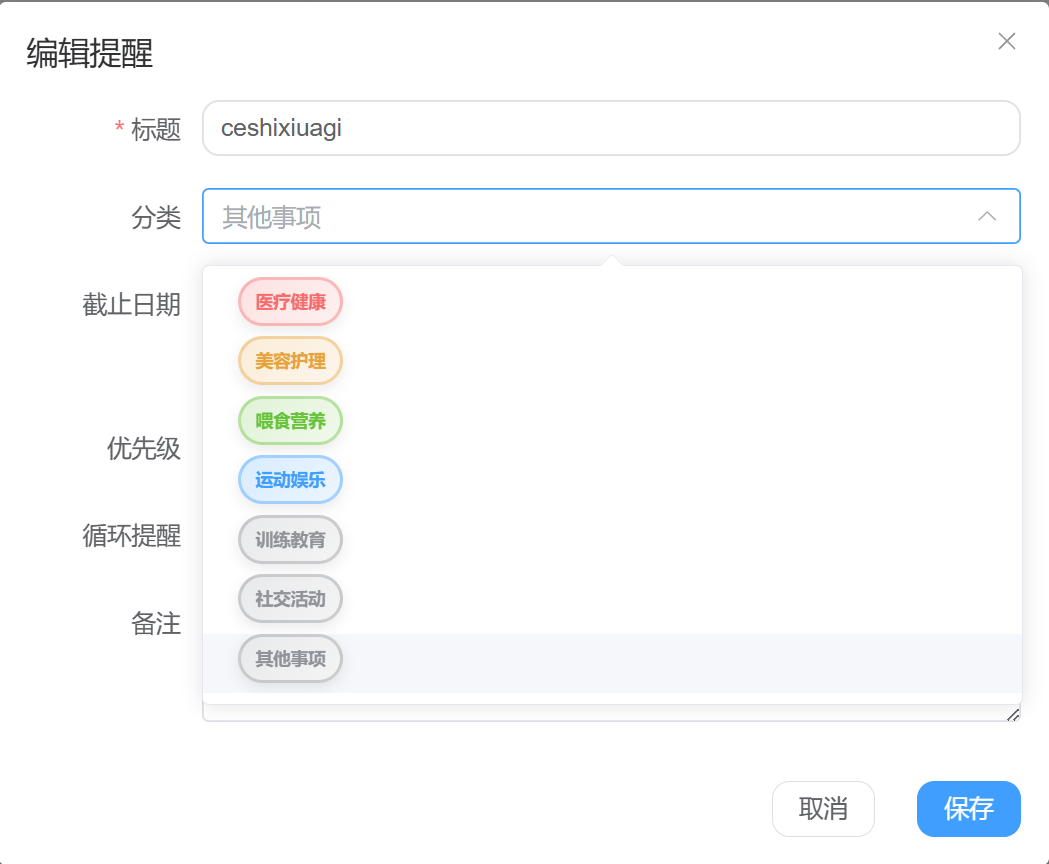 编辑提醒
* 标题 ceshixiuagi
分类 其他事项
截止日期
医疗健康
美容护理
喂食营养
优先级
运动娱乐
循环提醒
训练教育
备注
社交活动
其他事项
取消 保存